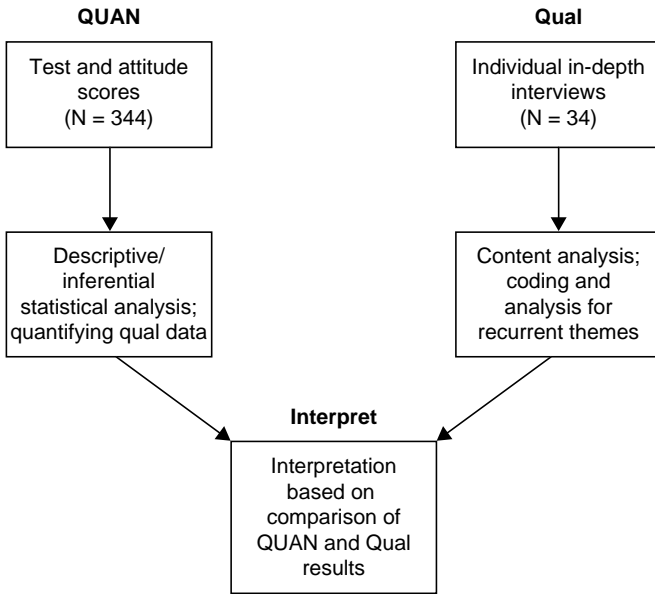 QUAN
Test and attitude
scores
(N = 344)
Descriptive/
inferential
statistical analysis;
quantifying qual data
Qual
Individual in-depth
interviews
(N = 34)
Content analysis;
coding and
analysis for
recurrent themes
Interpret
Interpretation
based on
comparison of
QUAN and Qual
results